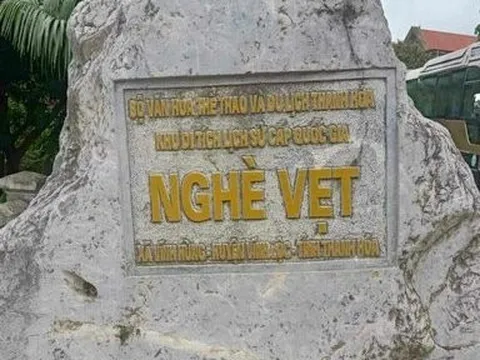 SỞ VĂN HÓA THỂ THAO VÀ DU LỊCH THANH HÓA
KHU DI TÍCH LỊCH SỬ CẤP QUỐC GIA
NGHÈ VẸT
XÃ VĨNH HÙNG - HUYỆN VĨNH LỘC - TỈNH THANH HÓA